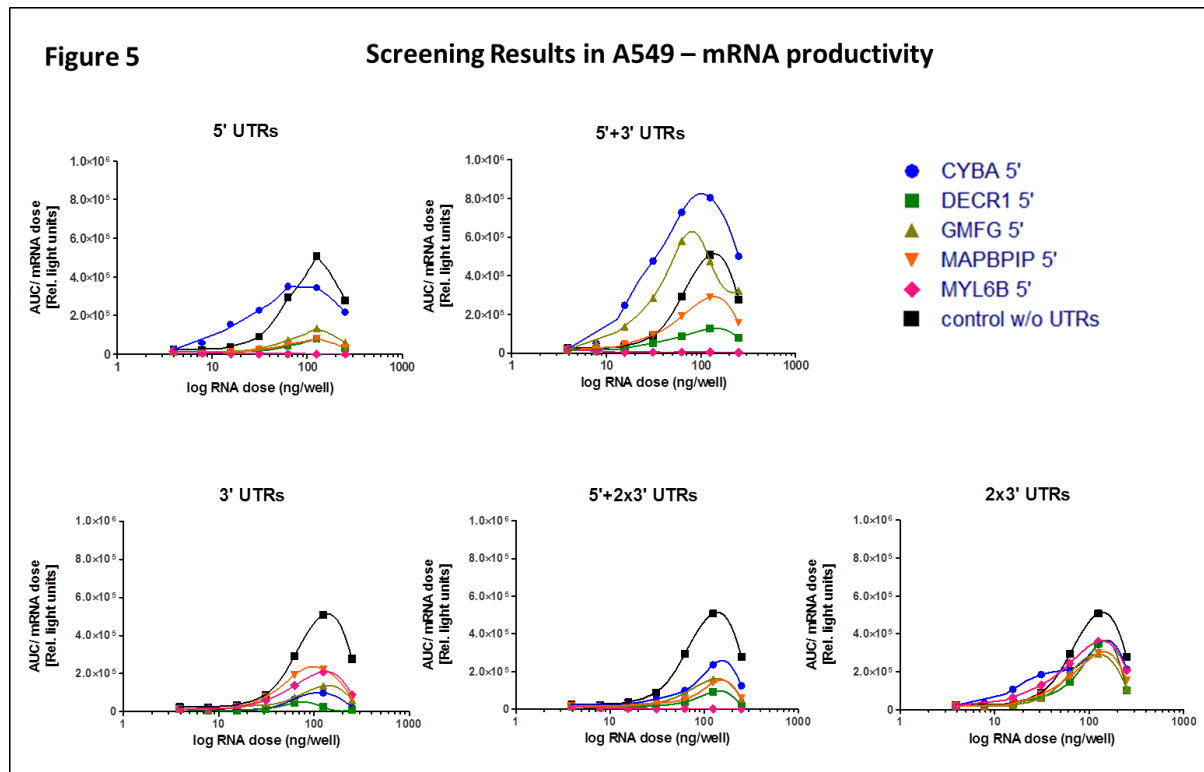 Figure 5
Screening Results in A549 – mRNA productivity
5' UTRs
AUC/ mRNA dose
[Rel. light units]
1.0×10⁶
8.0×10⁵
6.0×10⁵
4.0×10⁵
2.0×10⁵
0
1 10 100 1000
log RNA dose (ng/well)
5'+3' UTRs
AUC/ mRNA dose
[Rel. light units]
1.0×10⁶
8.0×10⁵
6.0×10⁵
4.0×10⁵
2.0×10⁵
0
1 10 100 1000
log RNA dose (ng/well)
CYBA 5'
DECR1 5'
GMFG 5'
MAPBPIP 5'
MYL6B 5'
control w/o UTRs
3' UTRs
AUC/ mRNA dose
[Rel. light units]
1.0×10⁶
8.0×10⁵
6.0×10⁵
4.0×10⁵
2.0×10⁵
0
1 10 100 1000
log RNA dose (ng/well)
5'+2x3' UTRs
AUC/ mRNA dose
[Rel. light units]
1.0×10⁶
8.0×10⁵
6.0×10⁵
4.0×10⁵
2.0×10⁵
0
1 10 100 1000
log RNA dose (ng/well)
2x3' UTRs
AUC/ mRNA dose
[Rel. light units]
1.0×10⁶
8.0×10⁵
6.0×10⁵
4.0×10⁵
2.0×10⁵
0
1 10 100 1000
log RNA dose (ng/well)